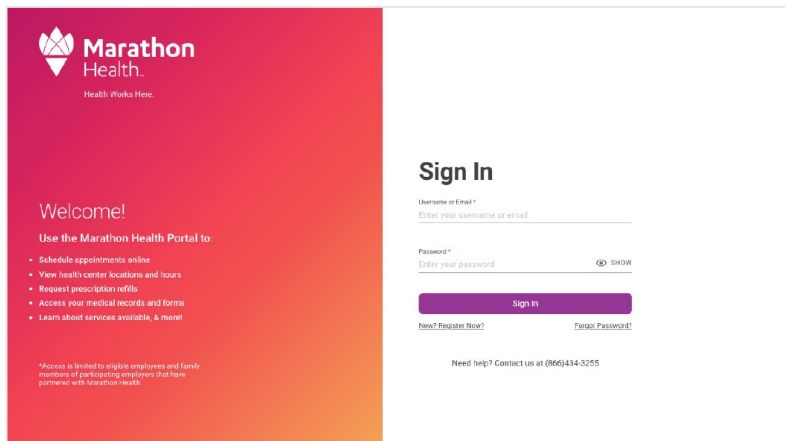 Marathon
Health™
Health Works Here.
Welcome!
Use the Marathon Health Portal to:
• Schedule appointments online
• View health center locations and hours
• Request prescription refills
• Access your medical records and forms
• Learn about services available, & more!
*Access is limited to eligible employees and family
members of participating employers that have
partnered with Marathon Health.
Sign In
Username or Email *
Enter your username or email
Password *
Enter your password
SHOW
Sign In
New? Register Now?
Forgot Password?
Need help? Contact us at (866)434-3255